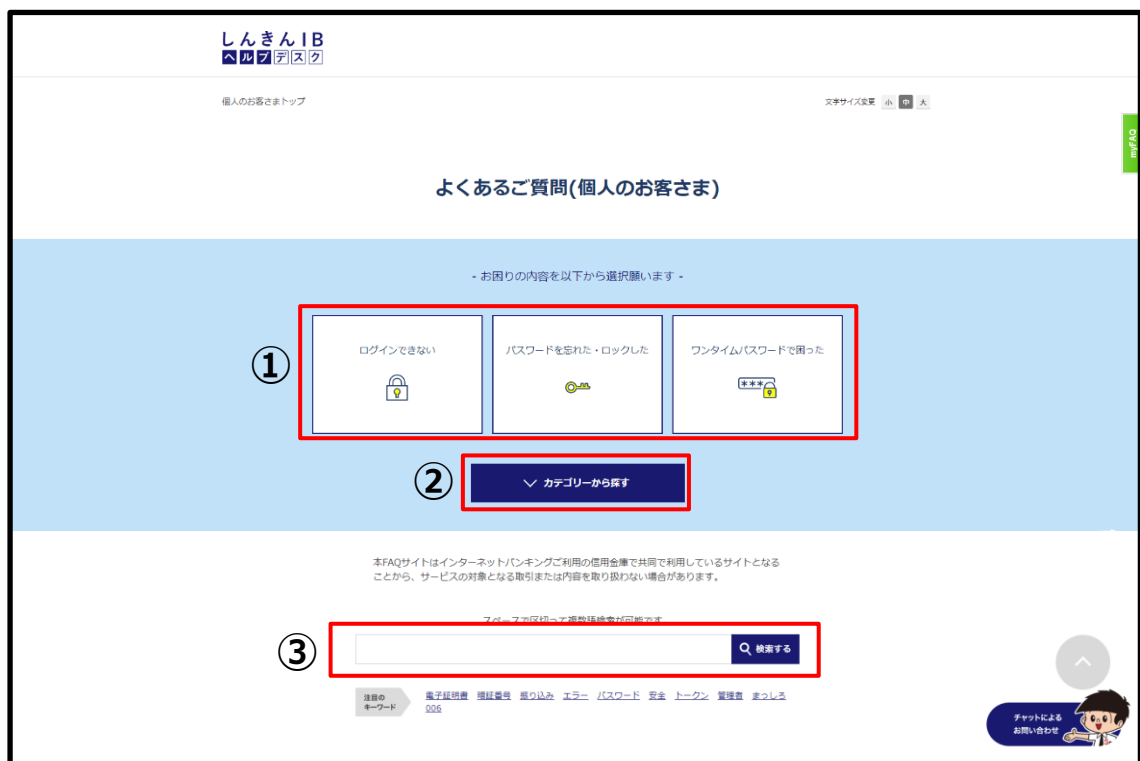 しんきんIB
ヘルプデスク
個人のお客さまトップ
文字サイズ変更 小 中 大
myFAQ
よくあるご質問(個人のお客さま)
- お困りの内容を以下から選択願います -
①
ログインできない
パスワードを忘れた・ロックした
ワンタイムパスワードで困った
***
②
カテゴリーから探す
本FAQサイトはインターネットバンキングご利用の信用金庫で共同で利用しているサイトとなる
ことから、サービスの対象となる取引または内容を取り扱わない場合があります。
スペースで区切って複数語検索が可能です
③
検索する
注目の
キーワード
電子証明書 暗証番号 振り込み エラー パスワード 安全 トークン 管理者 まっしろ
006
チャットによる
お問い合わせ